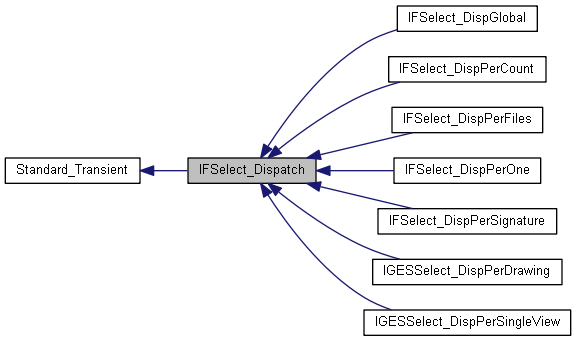 IFSelect_DispGlobal
IFSelect_DispPerCount
IFSelect_DispPerFiles
Standard_Transient
IFSelect_Dispatch
IFSelect_DispPerOne
IFSelect_DispPerSignature
IGESSelect_DispPerDrawing
IGESSelect_DispPerSingleView